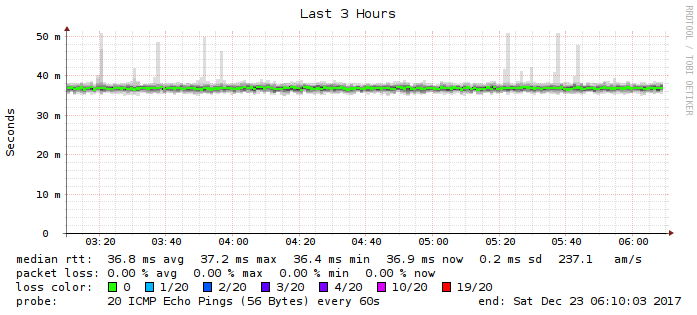 Last 3 Hours
RRDTOOL / TOBI OETIKER
Seconds
50 m
40 m
30 m
20 m
10 m
0
03:20 03:40 04:00 04:20 04:40 05:00 05:20 05:40 06:00
median rtt: 36.8 ms avg 37.2 ms max 36.4 ms min 36.9 ms now 0.2 ms sd 237.1 am/s
packet loss: 0.00 % avg 0.00 % max 0.00 % min 0.00 % now
loss color: 0 1/20 2/20 3/20 4/20 10/20 19/20
probe: 20 ICMP Echo Pings (56 Bytes) every 60s end: Sat Dec 23 06:10:03 2017